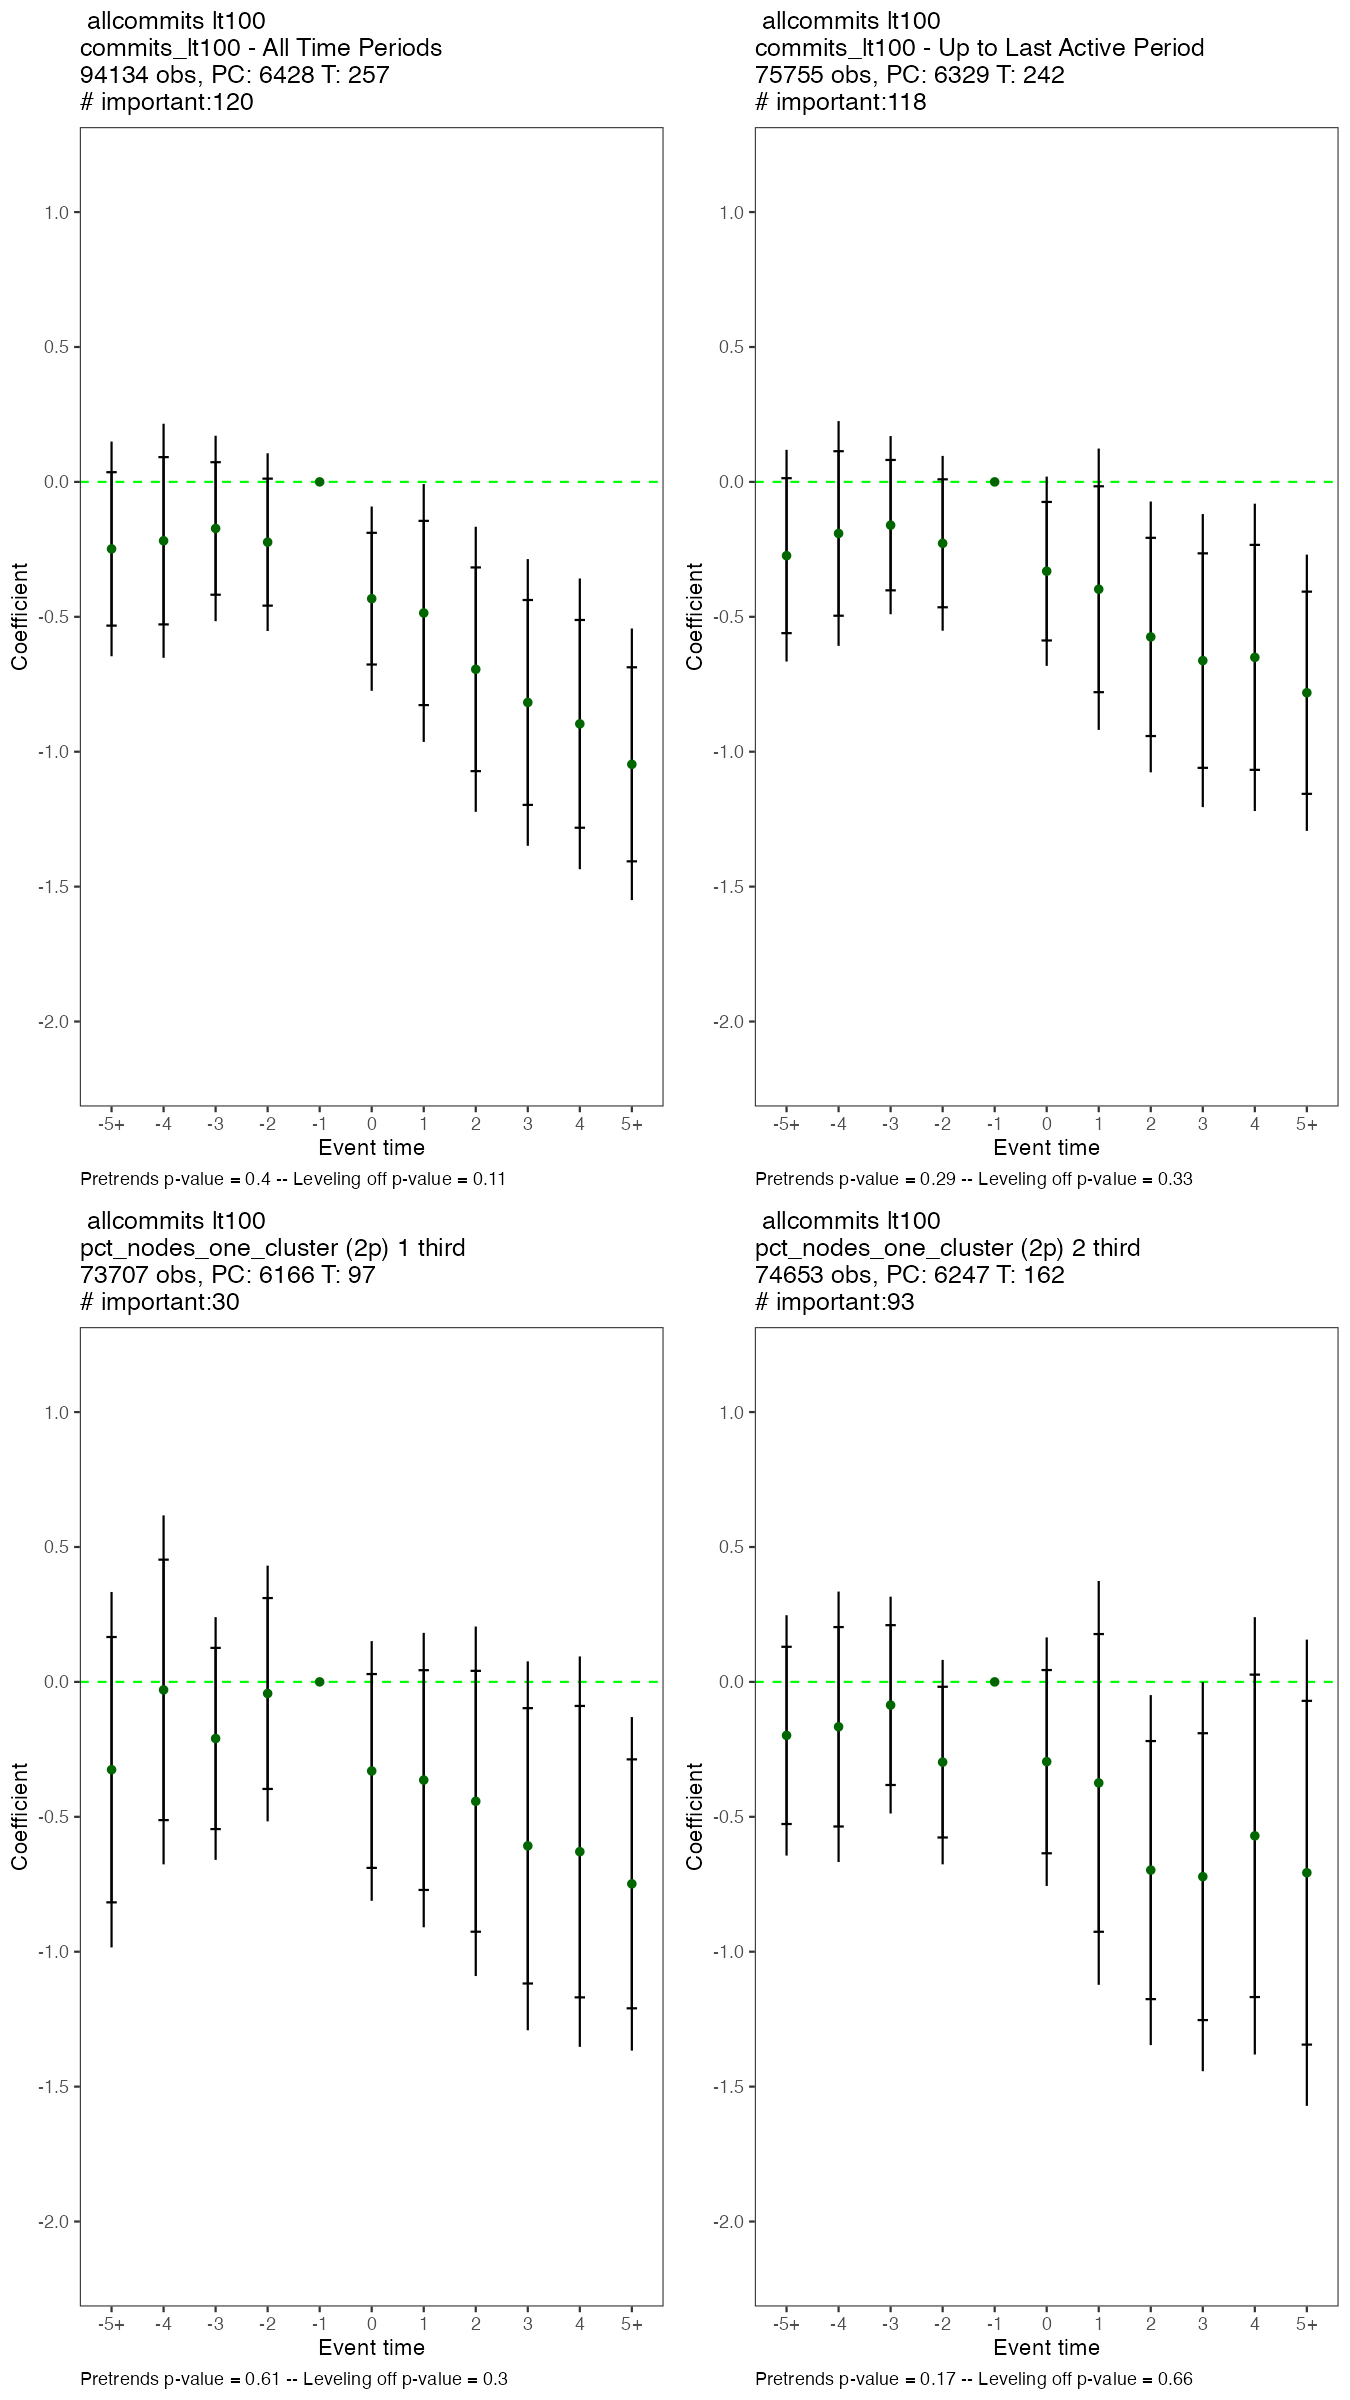 allcommits lt100
commits_lt100 - All Time Periods
94134 obs, PC: 6428 T: 257
# important:120
1.0
0.5
0.0
-0.5
-1.0
-1.5
-2.0
Coefficient
-5+ -4 -3 -2 -1 0 1 2 3 4 5+
Event time
Pretrends p-value = 0.4 -- Leveling off p-value = 0.11
allcommits lt100
commits_lt100 - Up to Last Active Period
75755 obs, PC: 6329 T: 242
# important:118
1.0
0.5
0.0
-0.5
-1.0
-1.5
-2.0
Coefficient
-5+ -4 -3 -2 -1 0 1 2 3 4 5+
Event time
Pretrends p-value = 0.29 -- Leveling off p-value = 0.33
allcommits lt100
pct_nodes_one_cluster (2p) 1 third
73707 obs, PC: 6166 T: 97
# important:30
1.0
0.5
0.0
-0.5
-1.0
-1.5
-2.0
Coefficient
-5+ -4 -3 -2 -1 0 1 2 3 4 5+
Event time
Pretrends p-value = 0.61 -- Leveling off p-value = 0.3
allcommits lt100
pct_nodes_one_cluster (2p) 2 third
74653 obs, PC: 6247 T: 162
# important:93
1.0
0.5
0.0
-0.5
-1.0
-1.5
-2.0
Coefficient
-5+ -4 -3 -2 -1 0 1 2 3 4 5+
Event time
Pretrends p-value = 0.17 -- Leveling off p-value = 0.66